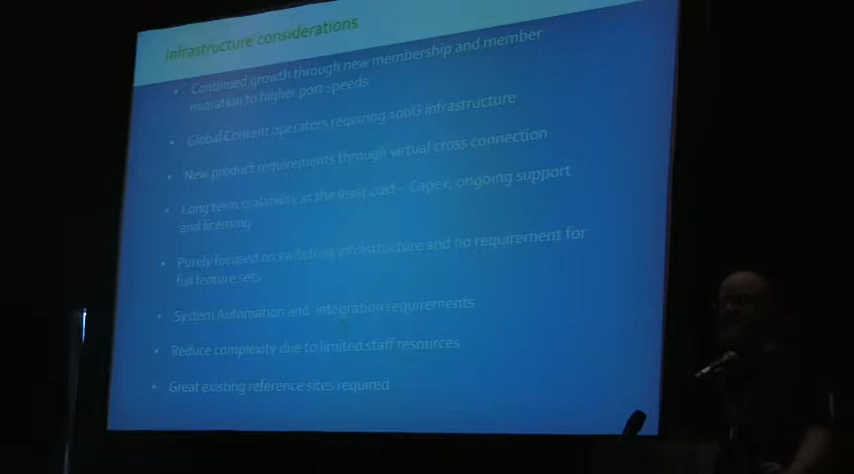 Infrastructure considerations
• Continued growth through new membership and member
migration to higher port speeds
• Global Content operators requiring 100G infrastructure
• New product requirements through virtual cross connection
• Long term scalability at the least cost – Capex, ongoing support
and licensing
• Purely focused on switching infrastructure and no requirement for
full feature sets
• System Automation and integration requirements
• Reduce complexity due to limited staff resources
• Great existing reference sites required